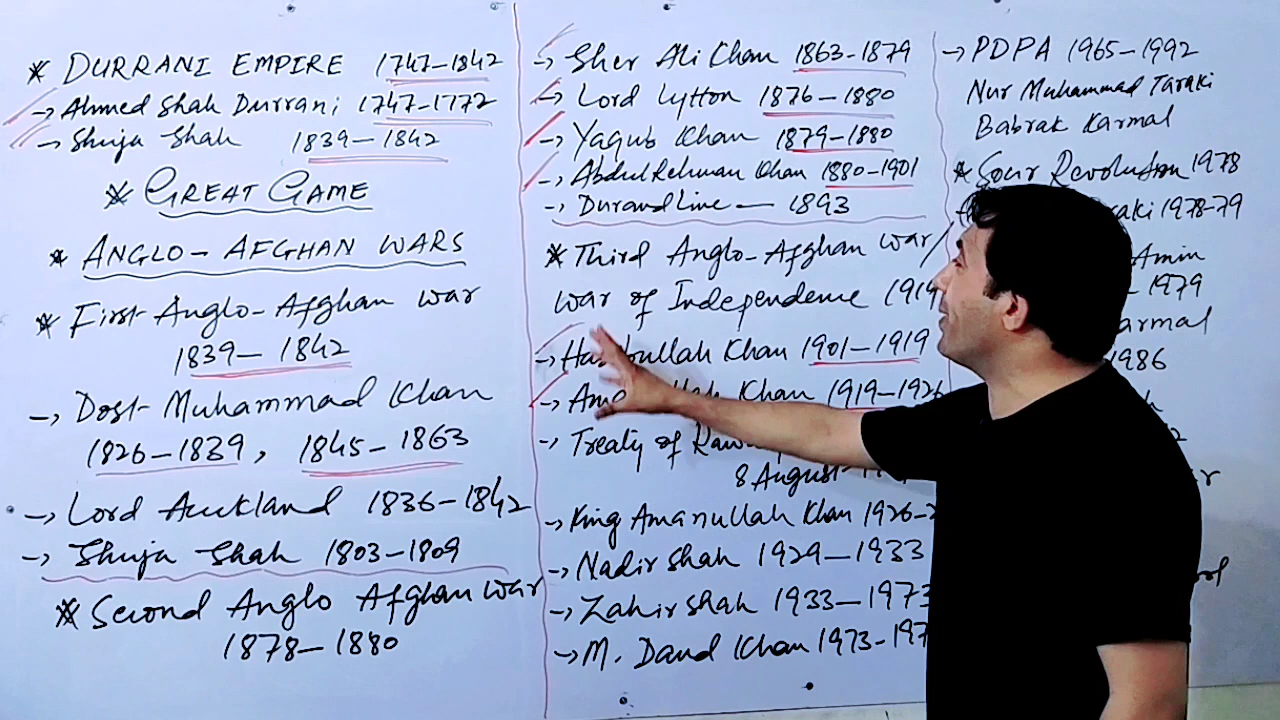 * DURRANI EMPIRE 1747-1842
→ Ahmed Shah Durrani 1747-1772
→ Shuja Shah 1839-1842
* GREAT GAME
* ANGLO-AFGHAN WARS
* First Anglo-Afghan war
1839-1842
→ Dost Muhammad Khan
1826-1839, 1845-1863
→ Lord Auckland 1836-1842
→ Shuja Shah 1803-1809
* Second Anglo Afghan war
1878-1880
→ Sher Ali Khan 1863-1879
→ Lord Lytton 1876-1880
→ Yaqub Khan 1879-1880
→ Abdul Rehman Khan 1880-1901
→ Durand Line - 1893
* Third Anglo-Afghan war/
war of Independence 1919
→ Khan 1901-1919
→ Khan 1919-1926
→ Treaty of
8 August
→ King Amanullah Khan 1926-
→ Nadir Shah 1929-1933
→ Zahir Shah 1933-1973
→ M. Daud Khan 1973-197
→ PDPA 1965-1992
Nur Muhammad Taraki
Babrak Karmal
* Saur Revolution 1978
raki 1978-79
Amin
1979
armal
1986